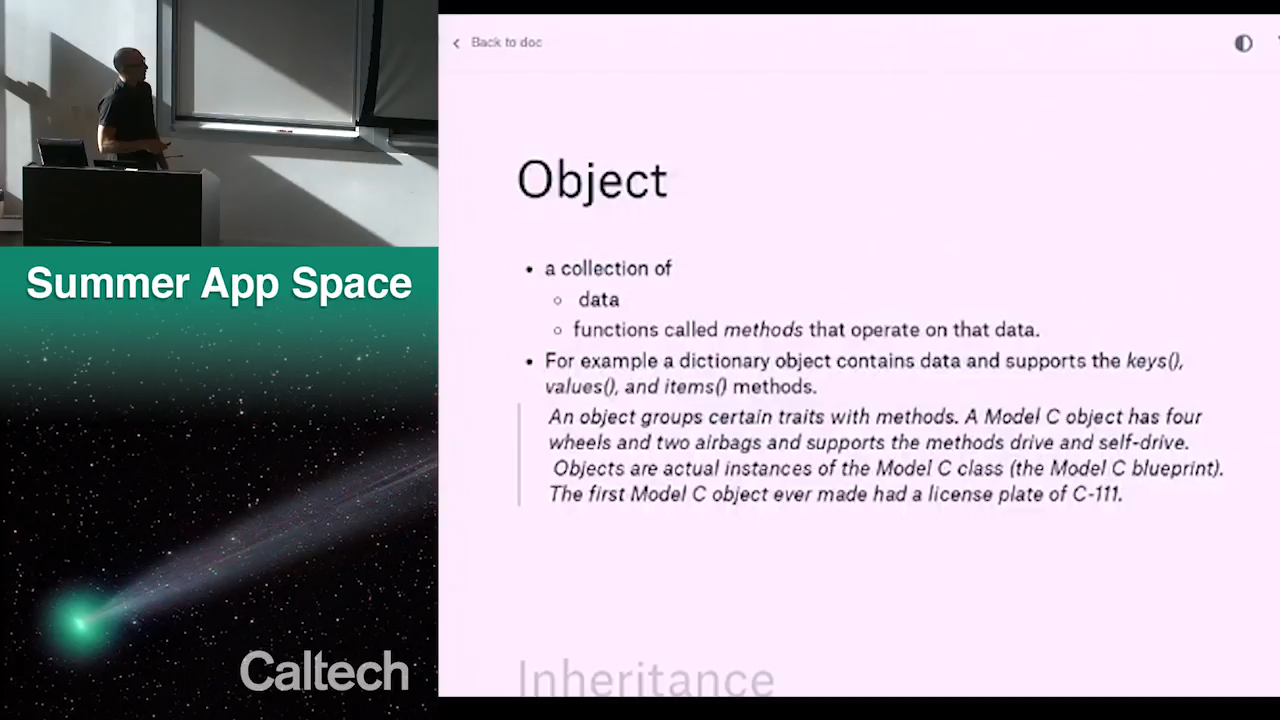 Back to doc
Object
a collection of
data
functions called methods that operate on that data.
For example a dictionary object contains data and supports the keys(),
values(), and items() methods.
An object groups certain traits with methods. A Model C object has four
wheels and two airbags and supports the methods drive and self-drive.
Objects are actual instances of the Model C class (the Model C blueprint).
The first Model C object ever made had a license plate of C-111.
Inheritance
Summer App Space
Caltech